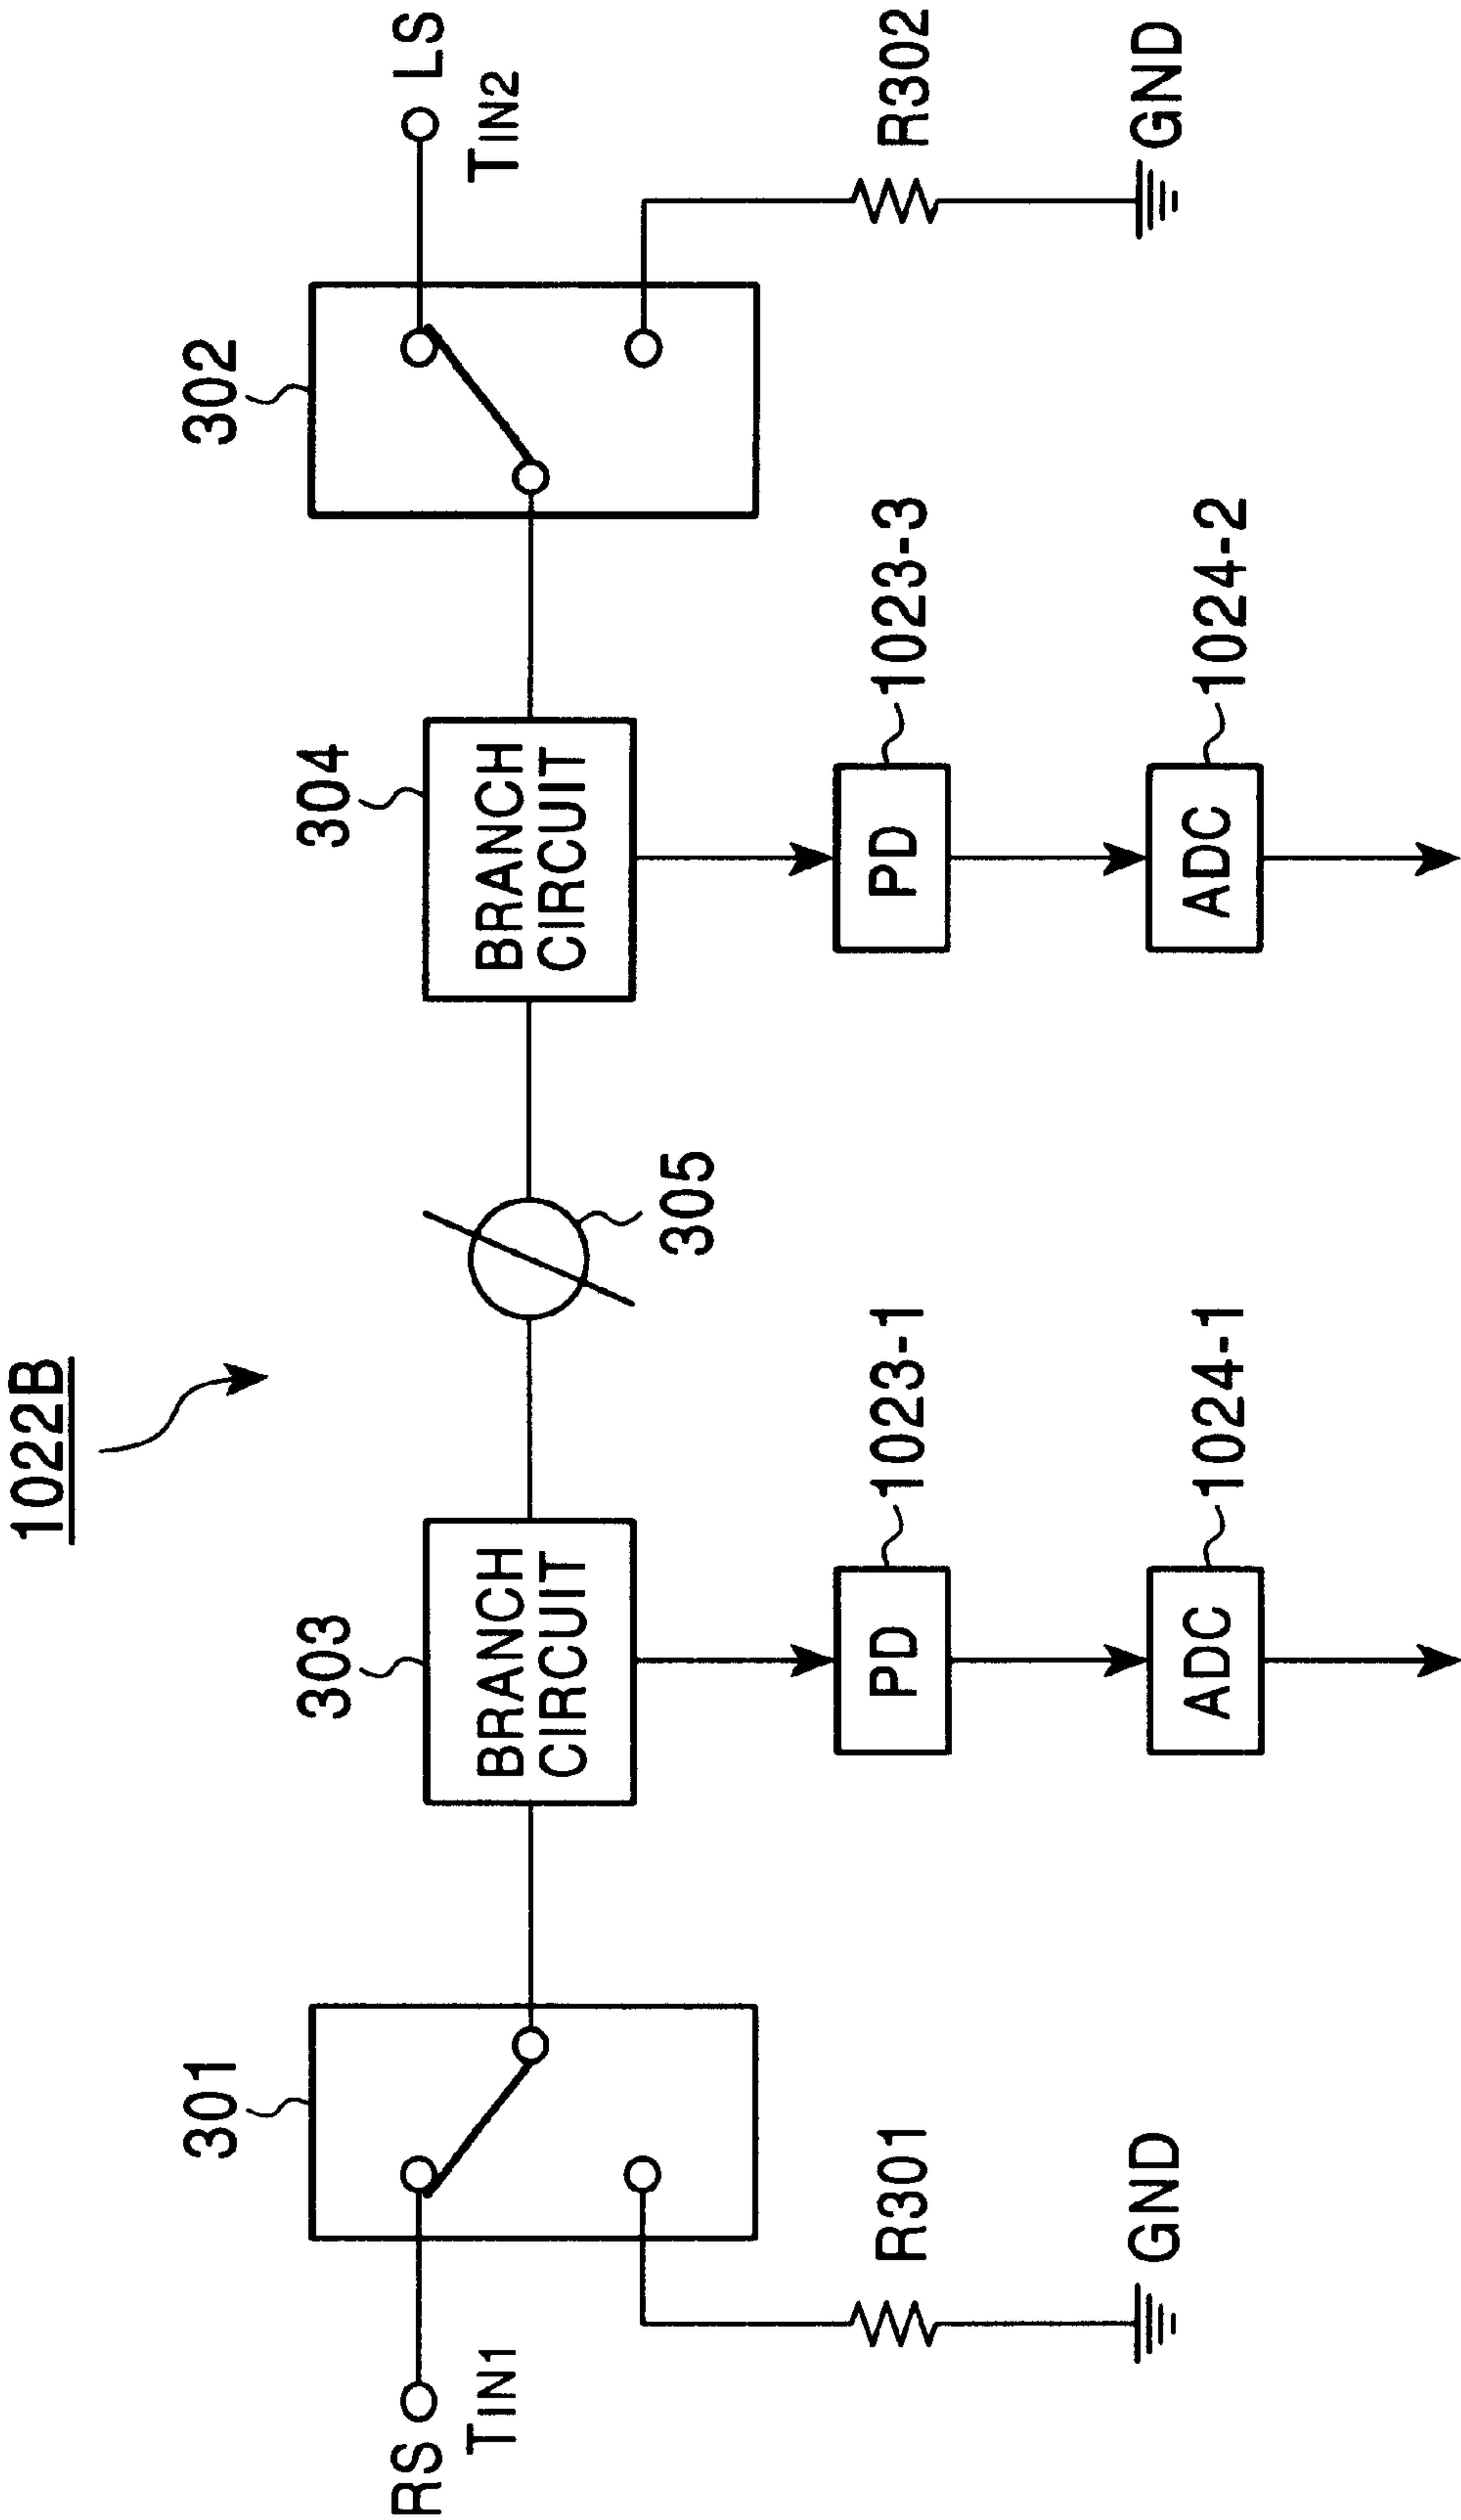 1022B
301
303
304
302
RS
TIN1
BRANCH
CIRCUIT
305
BRANCH
CIRCUIT
LS
TIN2
R301
PD
1023-1
PD
1023-3
R302
GND
ADC
1024-1
ADC
1024-2
GND